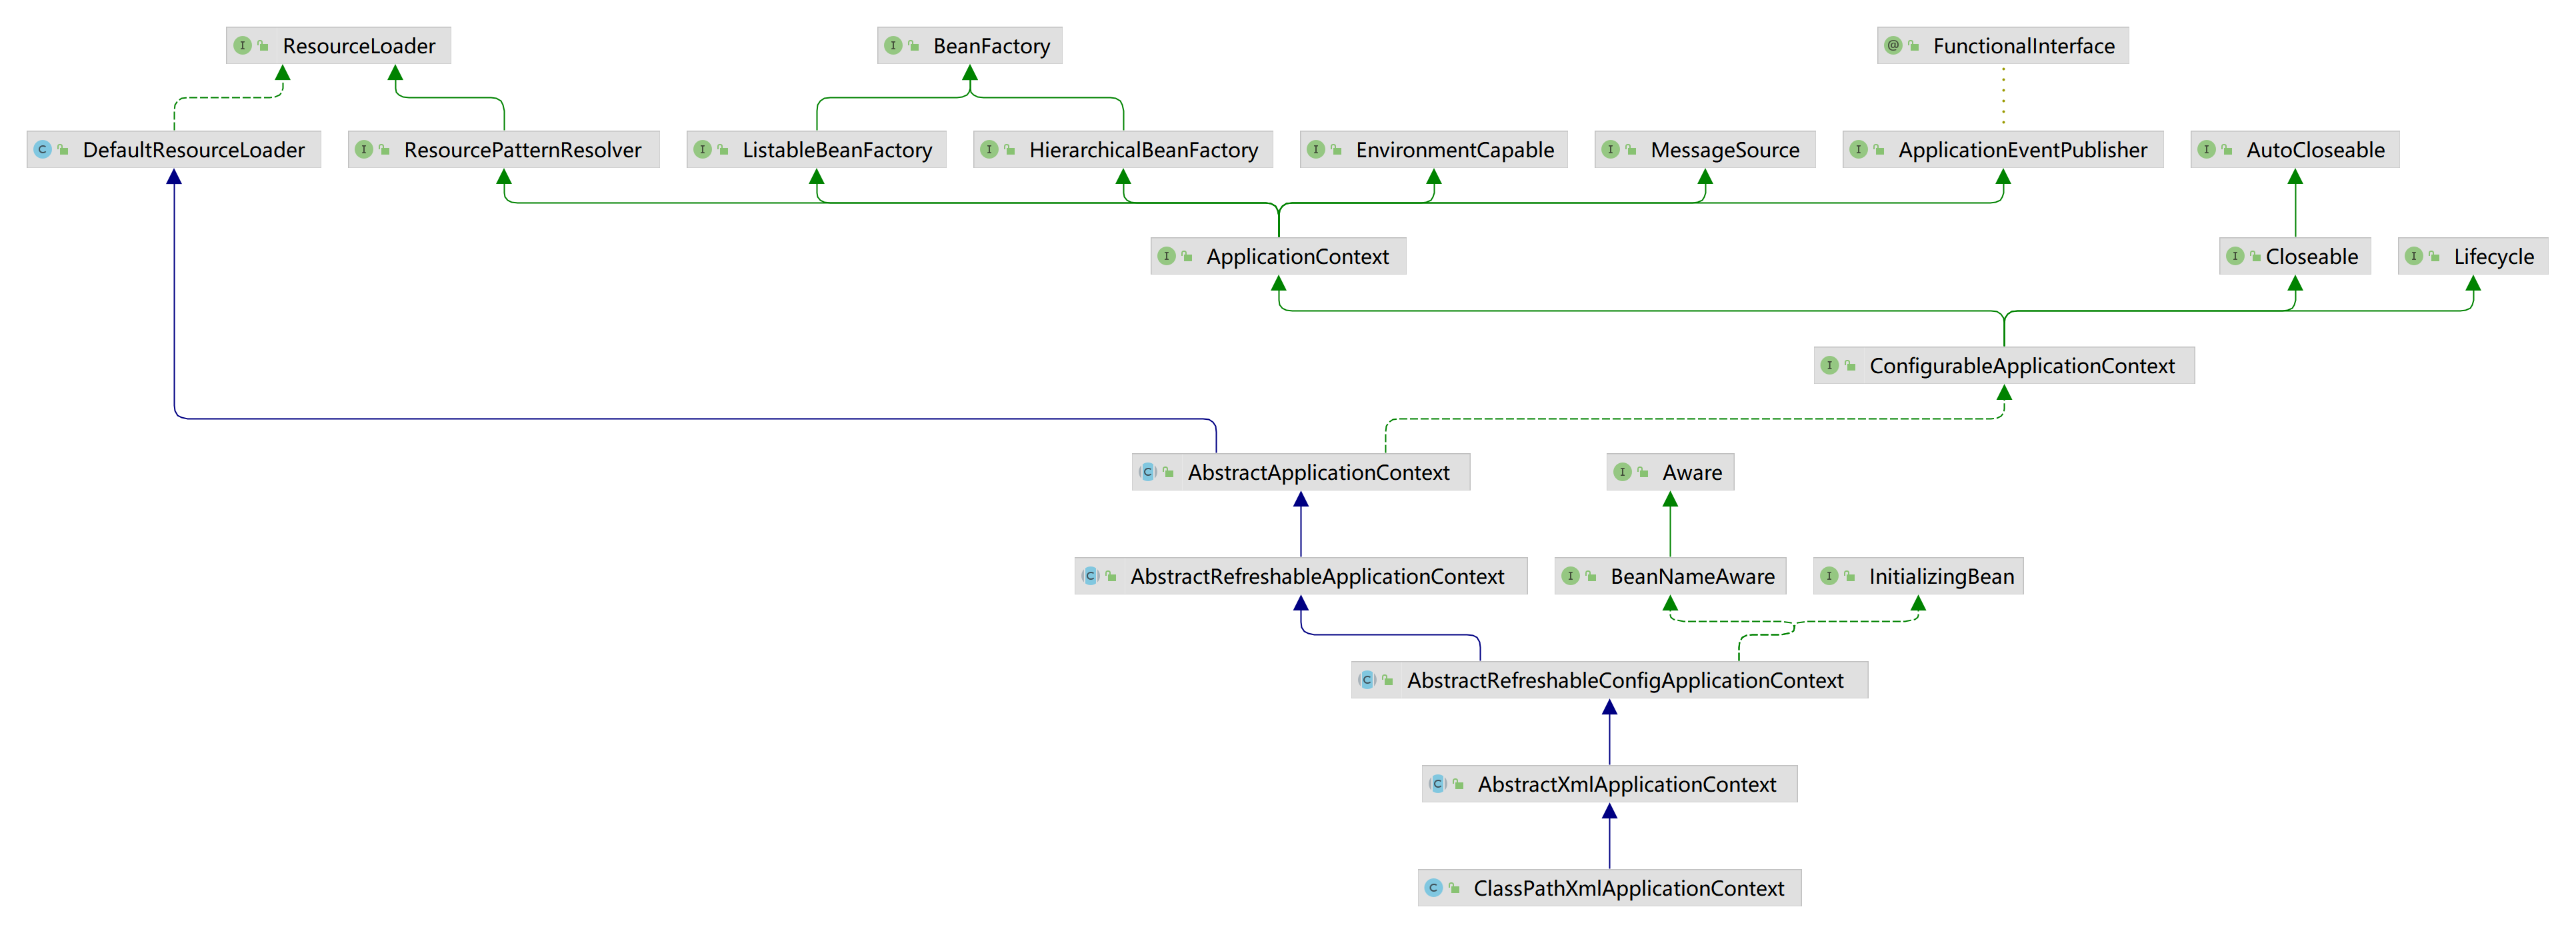 ResourceLoader
BeanFactory
FunctionalInterface
DefaultResourceLoader
ResourcePatternResolver
ListableBeanFactory
HierarchicalBeanFactory
EnvironmentCapable
MessageSource
ApplicationEventPublisher
AutoCloseable
ApplicationContext
Closeable
Lifecycle
ConfigurableApplicationContext
AbstractApplicationContext
Aware
AbstractRefreshableApplicationContext
BeanNameAware
InitializingBean
AbstractRefreshableConfigApplicationContext
AbstractXmlApplicationContext
ClassPathXmlApplicationContext